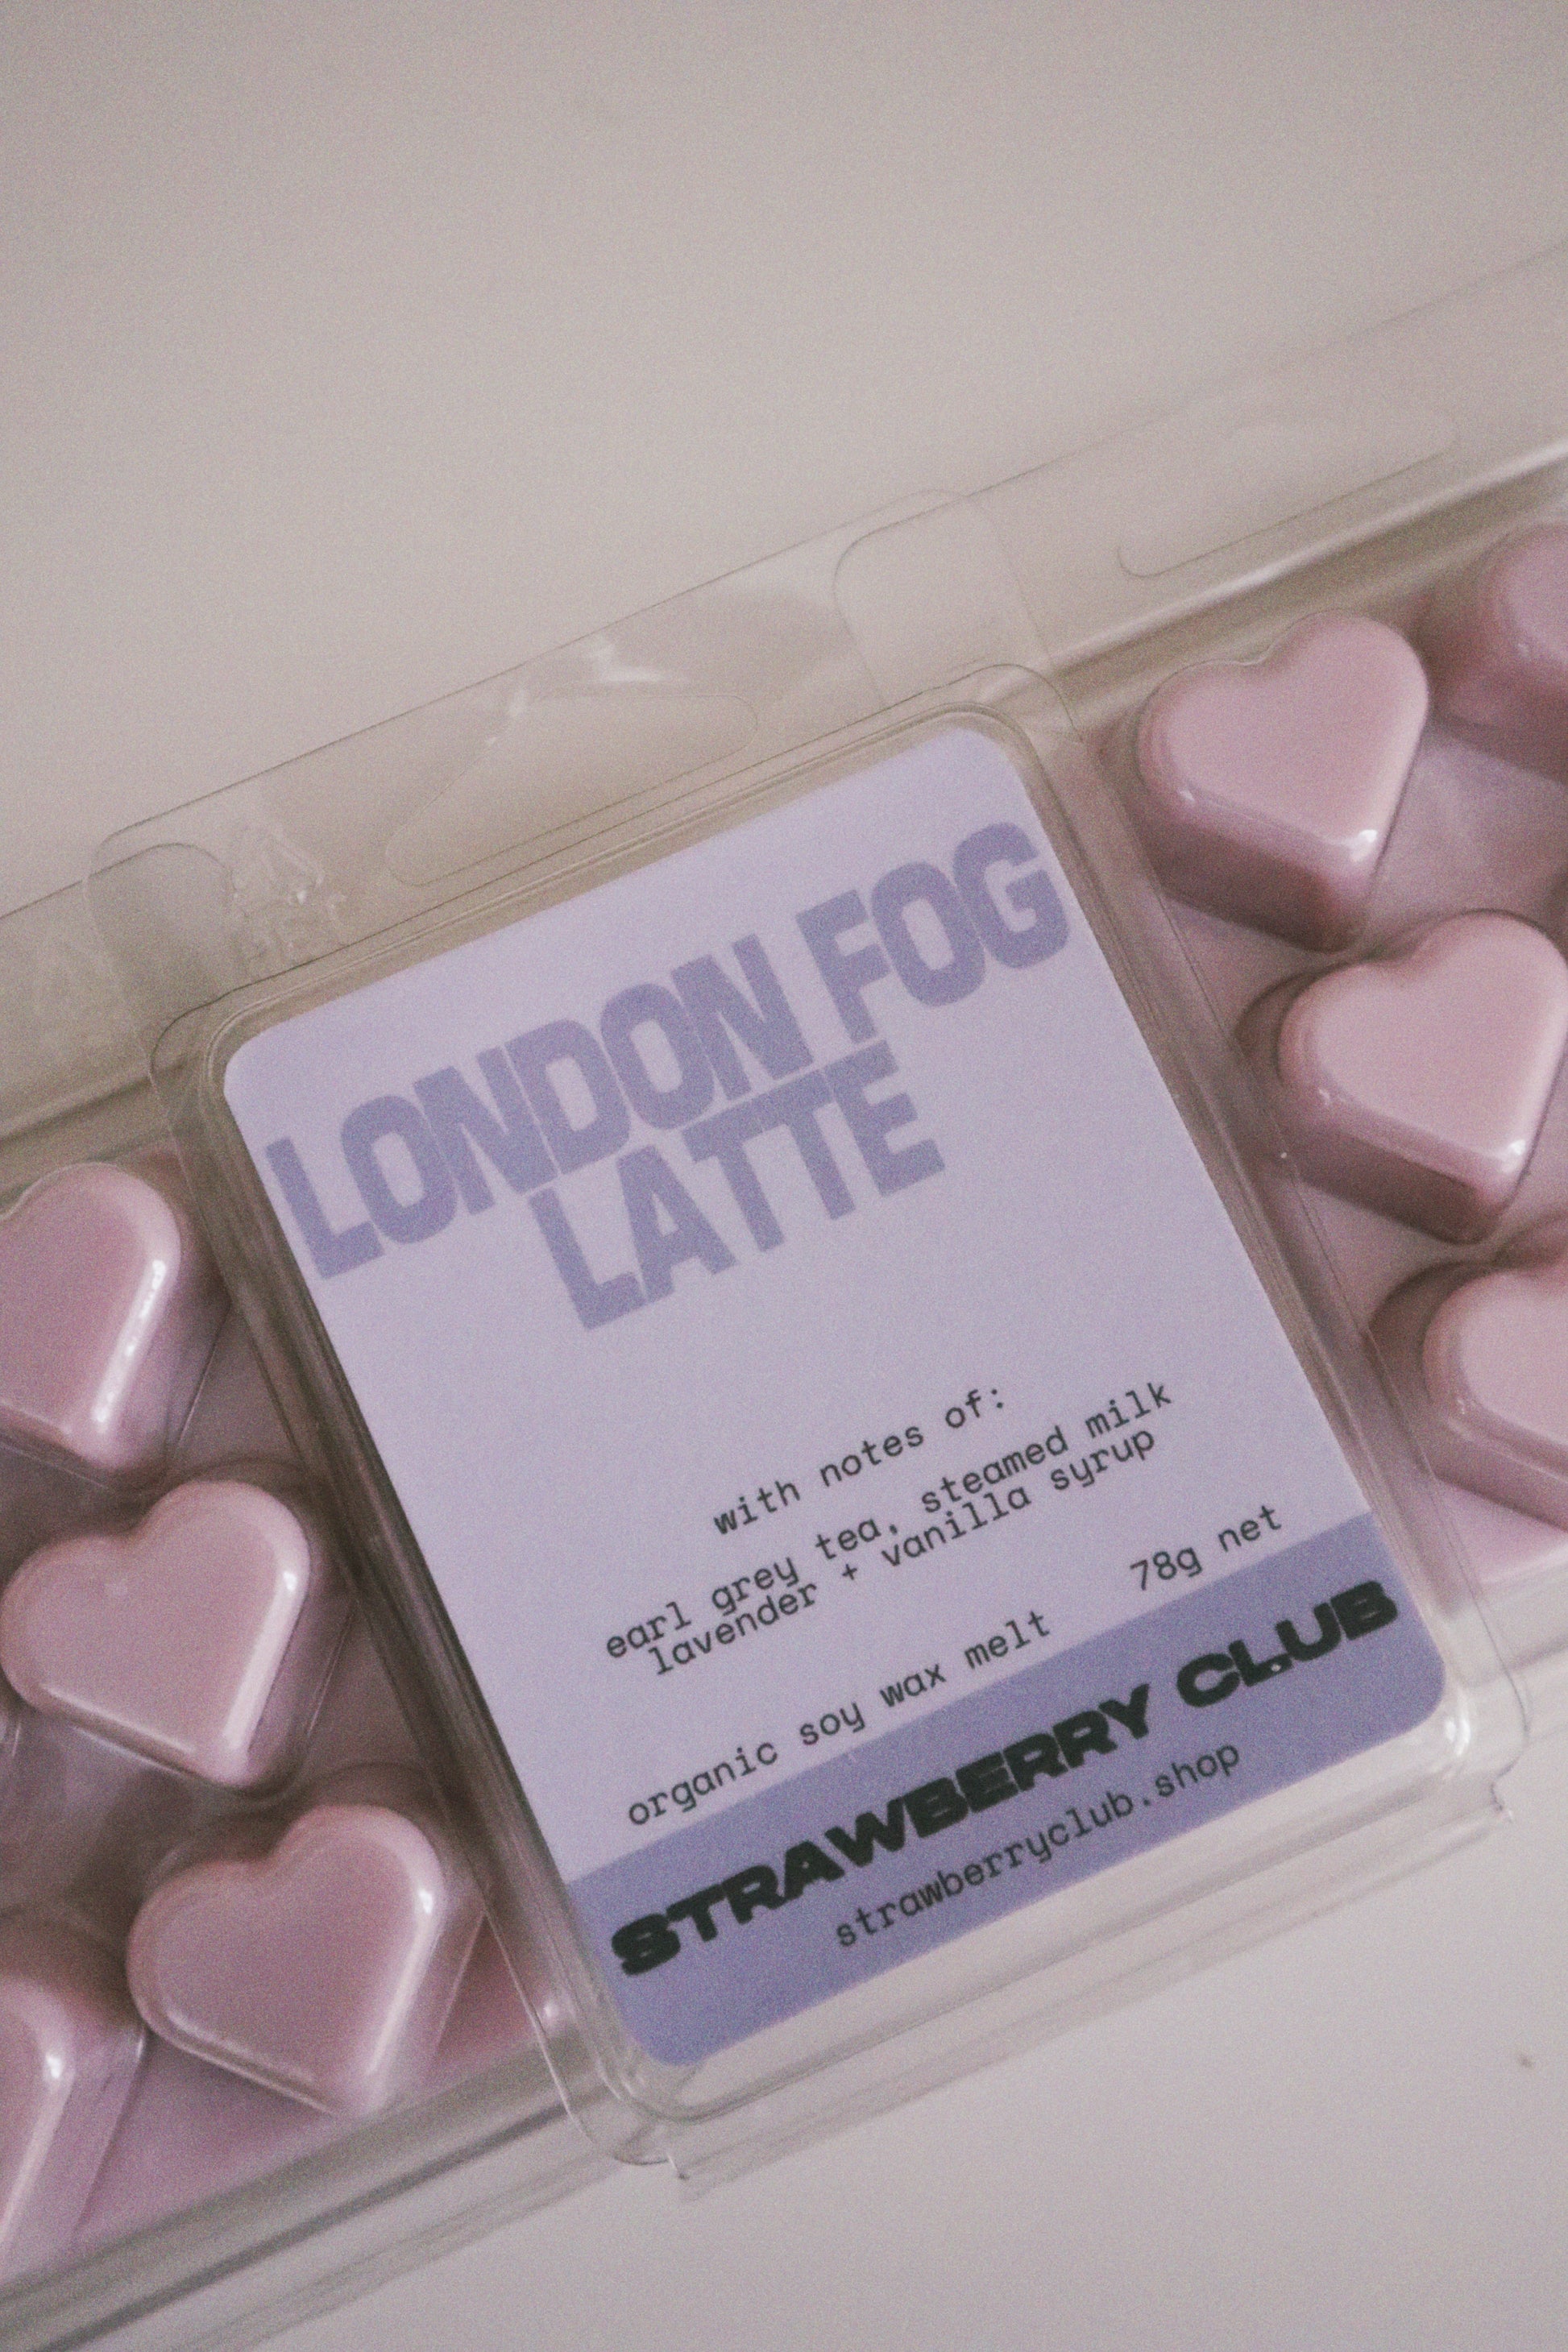 LONDON FOG
LATTE
with notes of:
earl grey tea, steamed milk
lavender + vanilla syrup
organic soy wax melt 78g net
STRAWBERRY CLUB
strawberryclub.shop